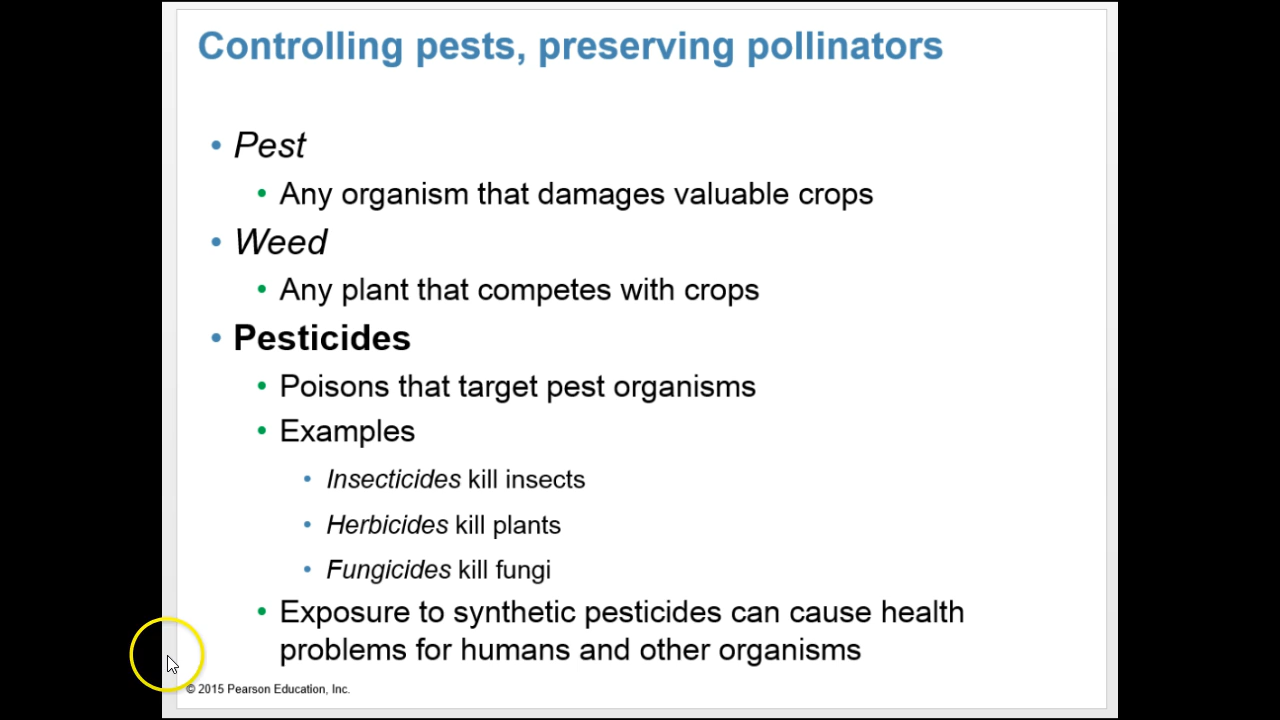 Controlling pests, preserving pollinators
• Pest
• Any organism that damages valuable crops
• Weed
• Any plant that competes with crops
• Pesticides
• Poisons that target pest organisms
• Examples
• Insecticides kill insects
• Herbicides kill plants
• Fungicides kill fungi
• Exposure to synthetic pesticides can cause health
problems for humans and other organisms
© 2015 Pearson Education, Inc.